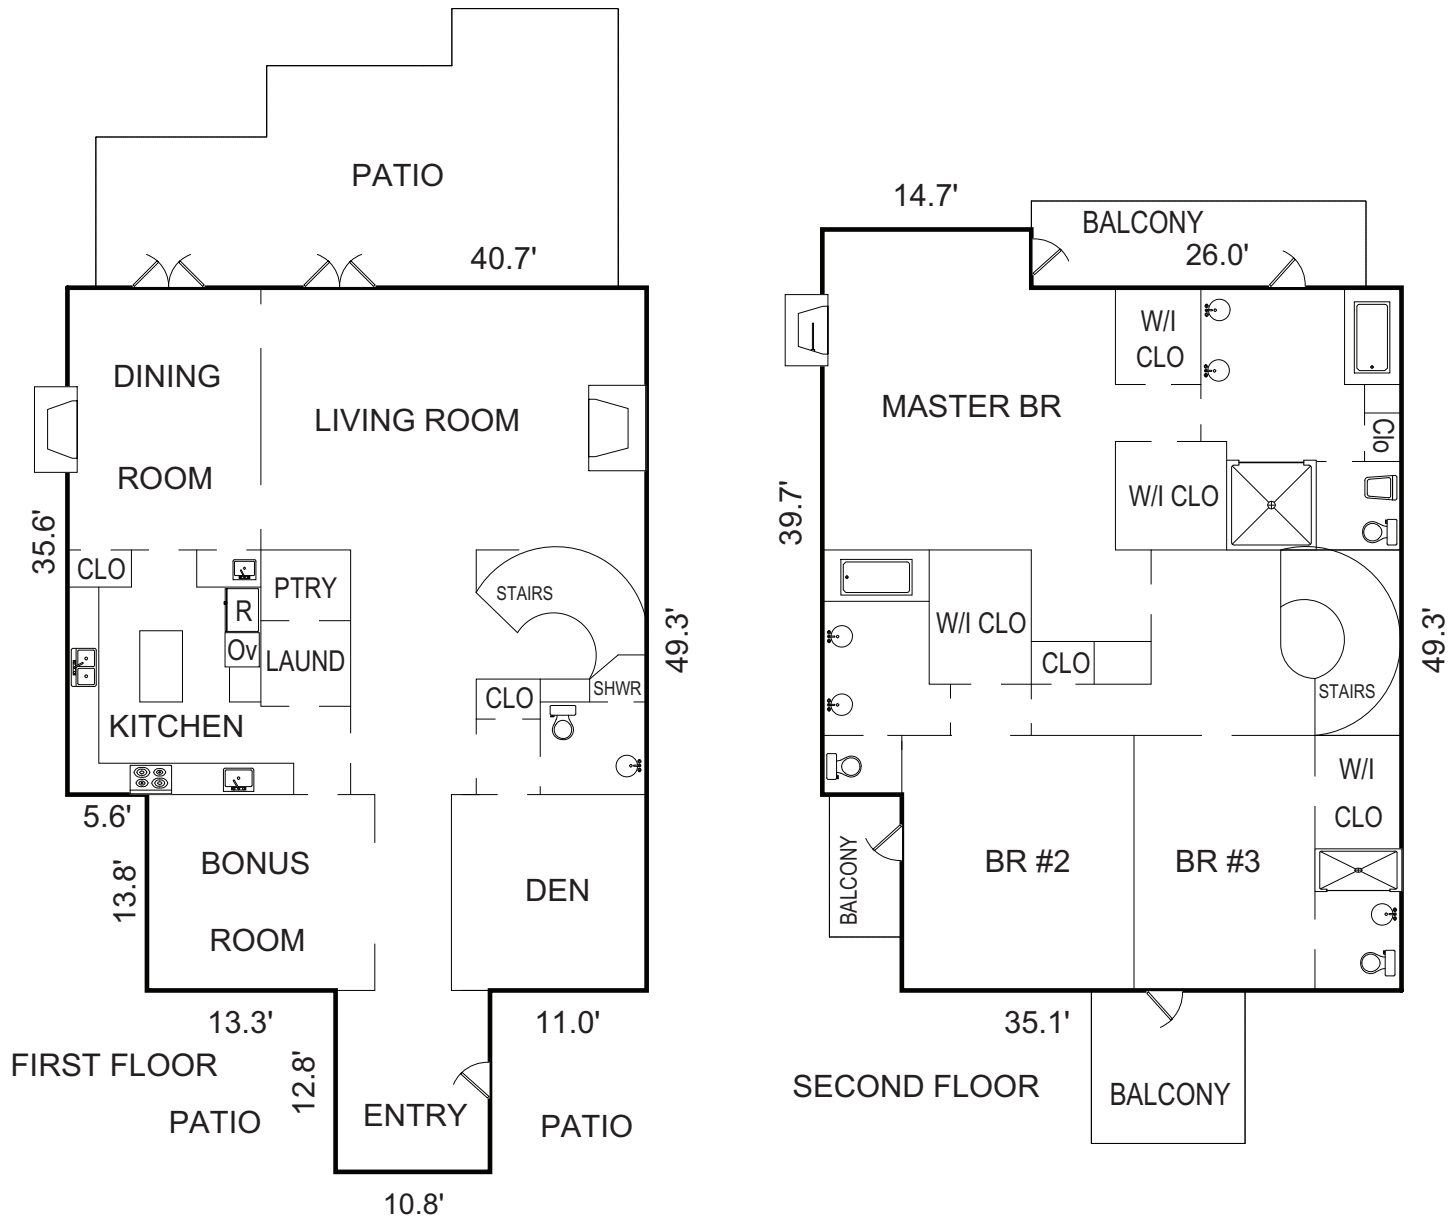 PATIO
40.7'
DINING
ROOM
LIVING ROOM
35.6'
CLO
PTRY
R
Ov
LAUND
STAIRS
49.3'
CLO
SHWR
KITCHEN
5.6'
13.8'
BONUS
ROOM
DEN
13.3'
11.0'
FIRST FLOOR
12.8'
PATIO
ENTRY
PATIO
10.8'
14.7'
BALCONY
26.0'
W/I
CLO
MASTER BR
Clo
W/I CLO
39.7'
W/I CLO
CLO
49.3'
STAIRS
W/I
CLO
BALCONY
BR #2
BR #3
35.1'
SECOND FLOOR
BALCONY